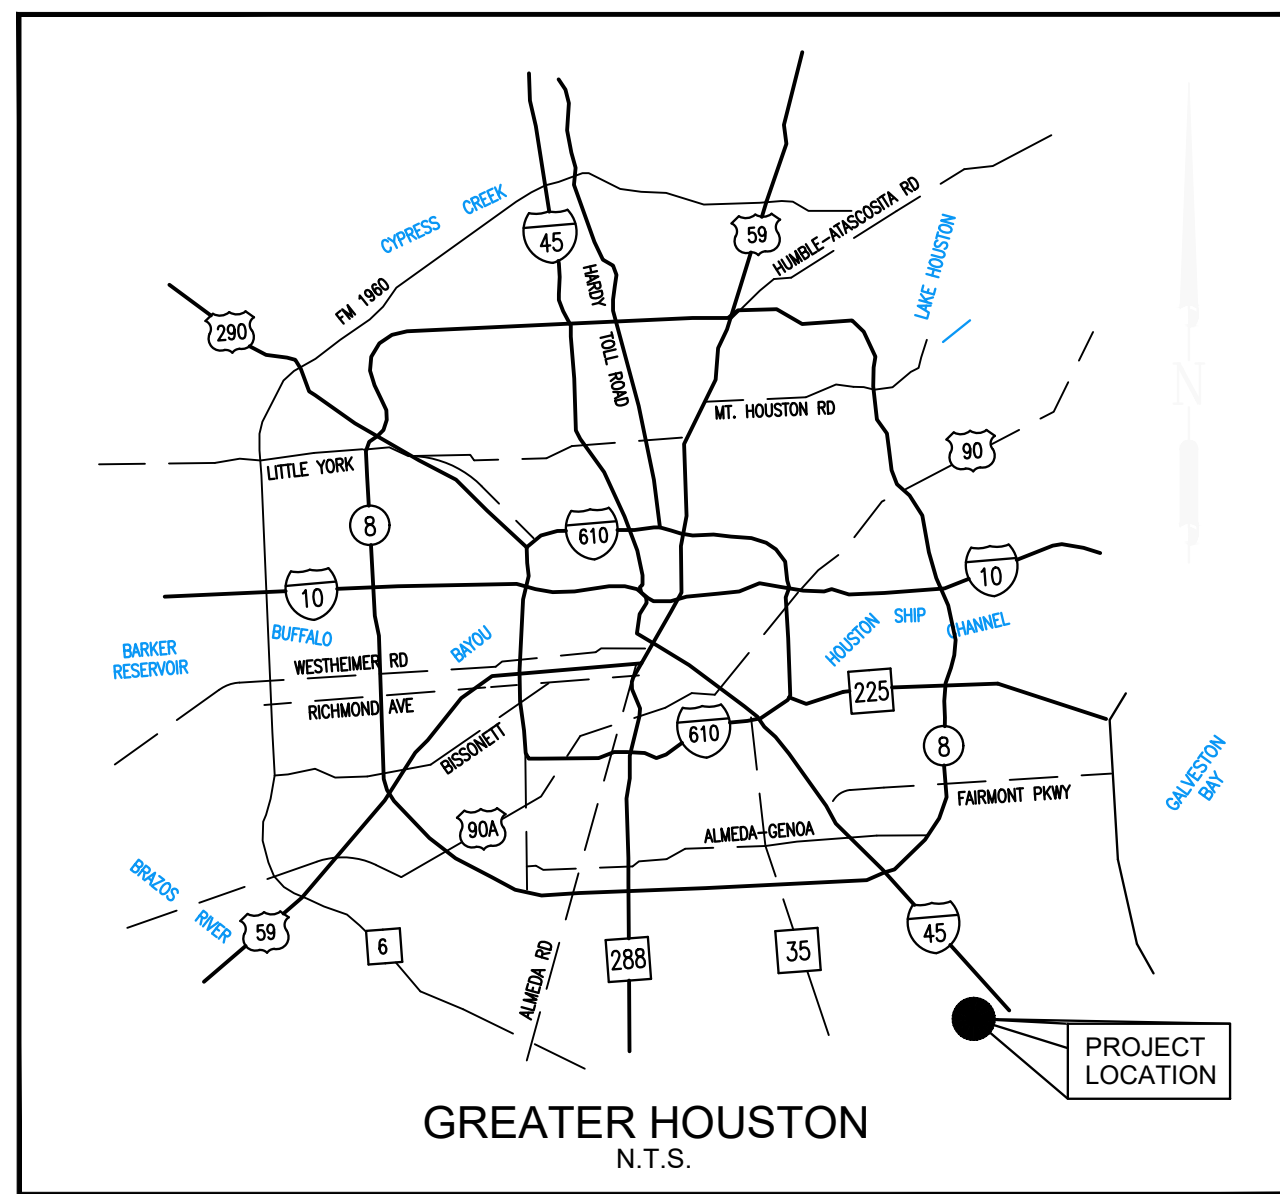 CYPRESS CREEK
45
59
HUMBLE-ATASCOSITA RD
LAKE HOUSTON
HARDY TOLL ROAD
FM 1960
290
N
MT. HOUSTON RD
90
LITTLE YORK
8
610
10
10
BUFFALO BAYOU
HOUSTON SHIP CHANNEL
BARKER
RESERVOIR
WESTHEIMER RD
RICHMOND AVE
225
610
8
BISSONETT
GALVESTON
BAY
FAIRMONT PKWY
90A
ALMEDA-GENOA
BRAZOS RIVER
59
6
ALMEDA RD
288
35
45
PROJECT
LOCATION
GREATER HOUSTON
N.T.S.